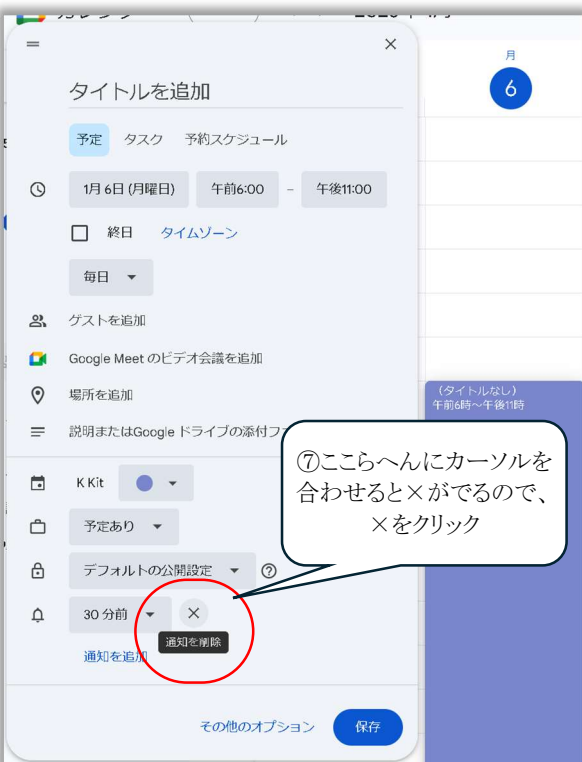 月
6
タイトルを追加
予定 タスク 予約スケジュール
1月 6日 (月曜日) 午前6:00 – 午後11:00
終日 タイムゾーン
毎日
ゲストを追加
Google Meet のビデオ会議を追加
場所を追加
(タイトルなし)
午前6時～午後11時
説明またはGoogle ドライブの添付フ
⑦ここらへんにカーソルを
合わせると×がでるので、
×をクリック
K Kit
予定あり
デフォルトの公開設定
30 分前
通知を削除
通知を追加
その他のオプション 保存